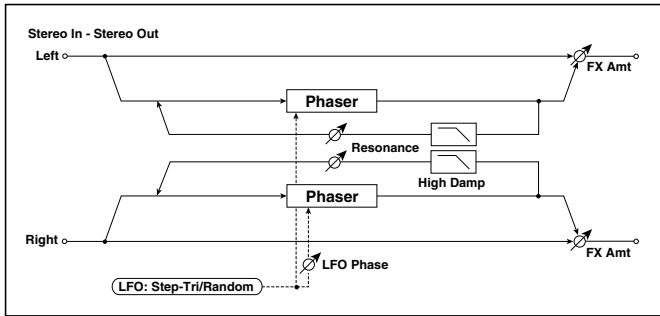 Stereo In - Stereo Out
Left
FX Amt
Phaser
Resonance
High Damp
Phaser
Right
FX Amt
LFO Phase
LFO: Step-Tri/Random